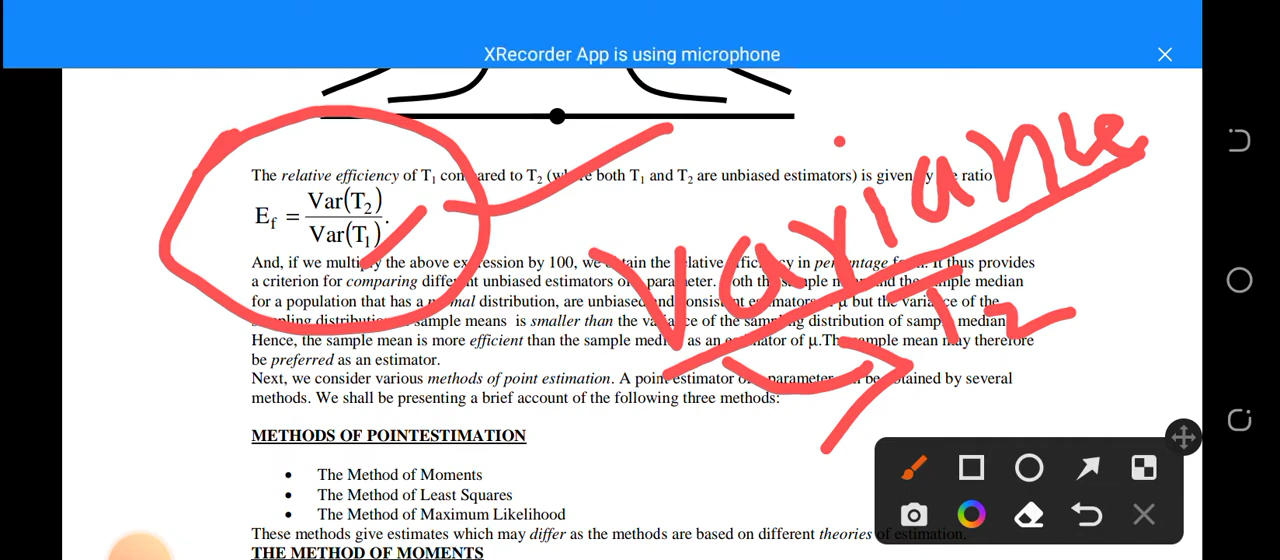 XRecorder App is using microphone
The relative efficiency of T1 compared to T2 (where both T1 and T2 are unbiased estimators) is given by the ratio
Ef = Var(T2) / Var(T1).
And, if we multiply the above expression by 100, we obtain the relative efficiency in percentage form. It thus provides
a criterion for comparing different unbiased estimators of a parameter. Both the sample mean and the sample median
for a population that has a normal distribution, are unbiased and consistent estimators of μ but the variance of the
sampling distribution of sample means is smaller than the variance of the sampling distribution of sample median
Hence, the sample mean is more efficient than the sample median as an estimator of μ.The sample mean may therefore
be preferred as an estimator.
Next, we consider various methods of point estimation. A point estimator of a parameter can be obtained by several
methods. We shall be presenting a brief account of the following three methods:
METHODS OF POINTESTIMATION
• The Method of Moments
• The Method of Least Squares
• The Method of Maximum Likelihood
These methods give estimates which may differ as the methods are based on different theories of estimation.
THE METHOD OF MOMENTS
Variance
T2